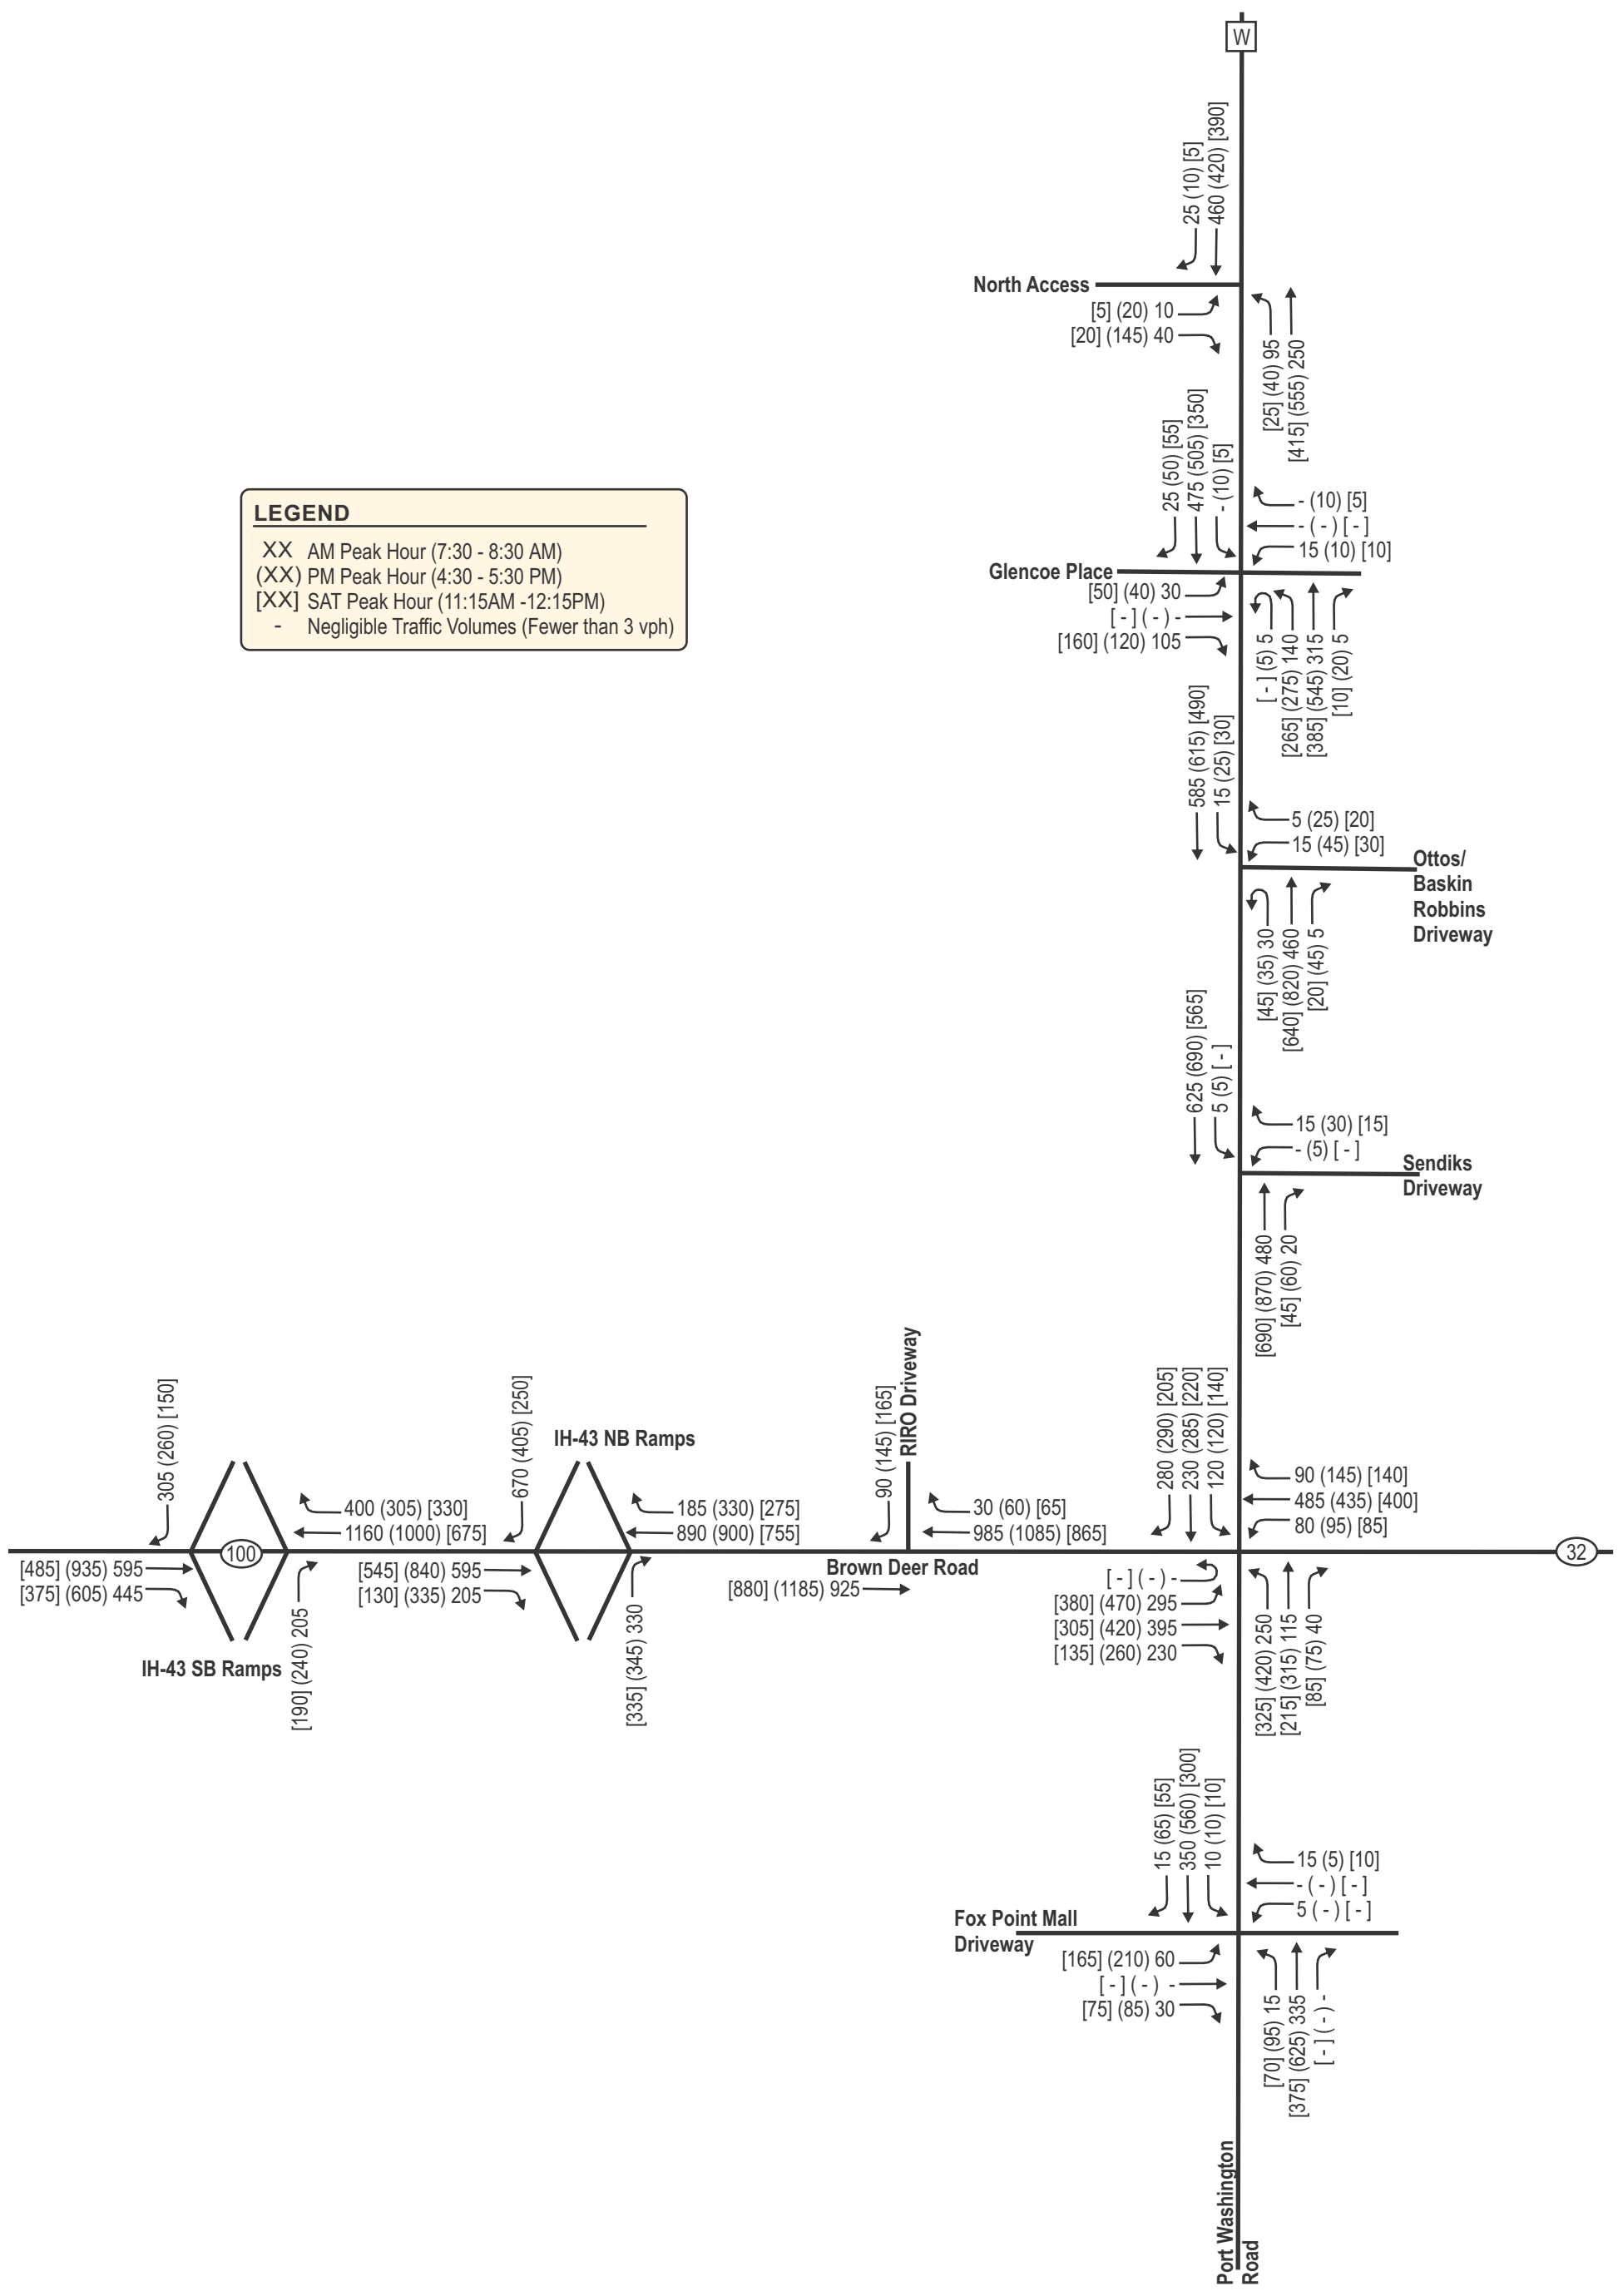 W
25 (10) [5]
460 (420) [390]
North Access
[5] (20) 10
[20] (145) 40
[25] (40) 95
[415] (555) 250
25 (50) [55]
475 (505) [350]
- (10) [5]
- (10) [5]
- ( - ) [ - ]
15 (10) [10]
Glencoe Place
[50] (40) 30
[ - ] ( - ) -
[160] (120) 105
[ - ] (5) 5
[265] (275) 140
[385] (545) 315
[10] (20) 5
LEGEND
XX AM Peak Hour (7:30 - 8:30 AM)
(XX) PM Peak Hour (4:30 - 5:30 PM)
[XX] SAT Peak Hour (11:15AM -12:15PM)
- Negligible Traffic Volumes (Fewer than 3 vph)
585 (615) [490]
15 (25) [30]
5 (25) [20]
15 (45) [30]
Ottos/
Baskin
Robbins
Driveway
[45] (35) 30
[640] (820) 460
[20] (45) 5
625 (690) [565]
5 (5) [ - ]
15 (30) [15]
- (5) [ - ]
Sendiks
Driveway
[690] (870) 480
[45] (60) 20
305 (260) [150]
400 (305) [330]
1160 (1000) [675]
100
[485] (935) 595
[375] (605) 445
[190] (240) 205
IH-43 SB Ramps
670 (405) [250]
IH-43 NB Ramps
185 (330) [275]
890 (900) [755]
[545] (840) 595
[130] (335) 205
[335] (345) 330
90 (145) [165]
RIRO Driveway
30 (60) [65]
985 (1085) [865]
Brown Deer Road
[880] (1185) 925
280 (290) [205]
230 (285) [220]
120 (120) [140]
90 (145) [140]
485 (435) [400]
80 (95) [85]
32
[ - ] ( - ) -
[380] (470) 295
[305] (420) 395
[135] (260) 230
[325] (420) 250
[215] (315) 115
[85] (75) 40
15 (65) [55]
350 (560) [300]
10 (10) [10]
15 (5) [10]
- ( - ) [ - ]
5 ( - ) [ - ]
Fox Point Mall
Driveway
[165] (210) 60
[ - ] ( - ) -
[75] (85) 30
[70] (95) 15
[375] (625) 335
[ - ] ( - ) -
Port Washington
Road